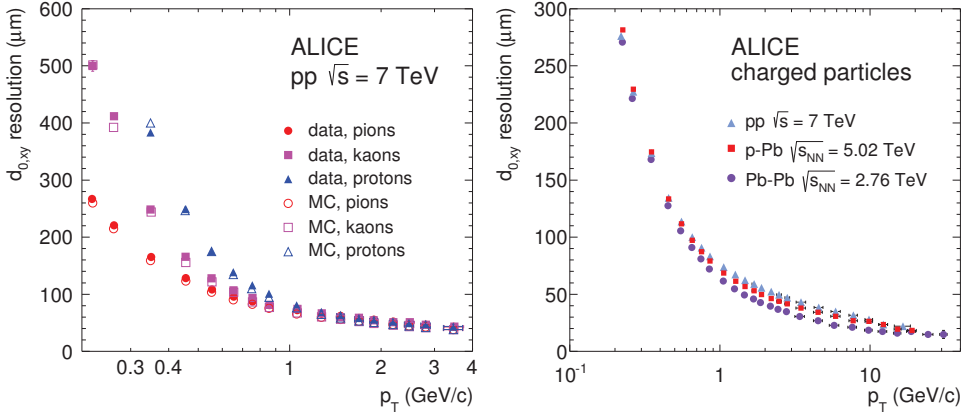 d0,xy resolution (μm)
600
500
400
300
200
100
0
ALICE
pp √s = 7 TeV
data, pions
data, kaons
data, protons
MC, pions
MC, kaons
MC, protons
0.3 0.4 1 2 3 4
pT (GeV/c)
d0,xy resolution (μm)
300
250
200
150
100
50
0
ALICE
charged particles
pp √s = 7 TeV
p-Pb √sNN = 5.02 TeV
Pb-Pb √sNN = 2.76 TeV
10-1 1 10
pT (GeV/c)